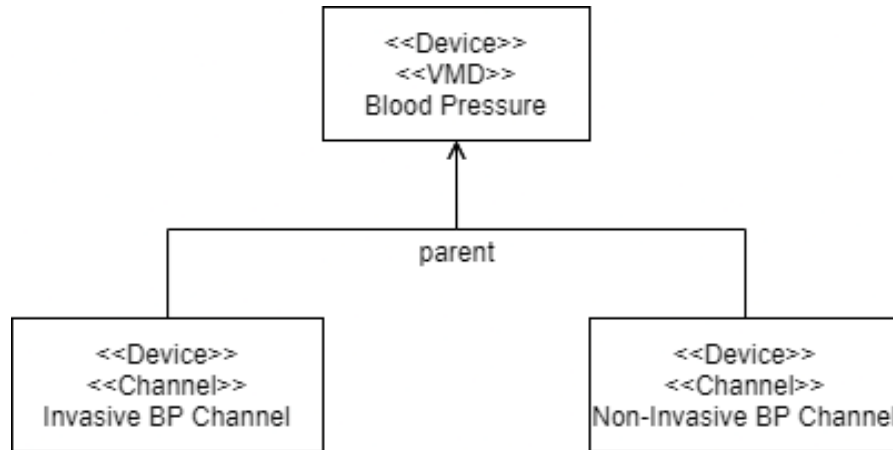 <<Device>>
<<VMD>>
Blood Pressure
parent
<<Device>>
<<Channel>>
Invasive BP Channel
<<Device>>
<<Channel>>
Non-Invasive BP Channel